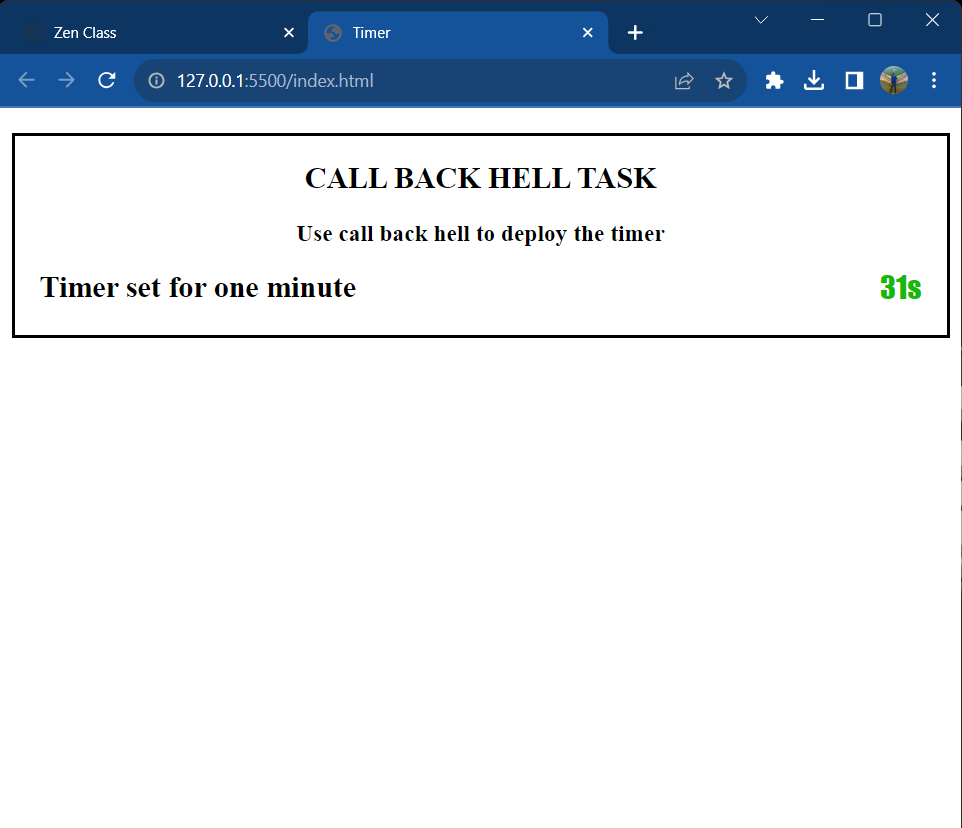 Zen Class
Timer
127.0.0.1:5500/index.html
CALL BACK HELL TASK
Use call back hell to deploy the timer
Timer set for one minute 31s